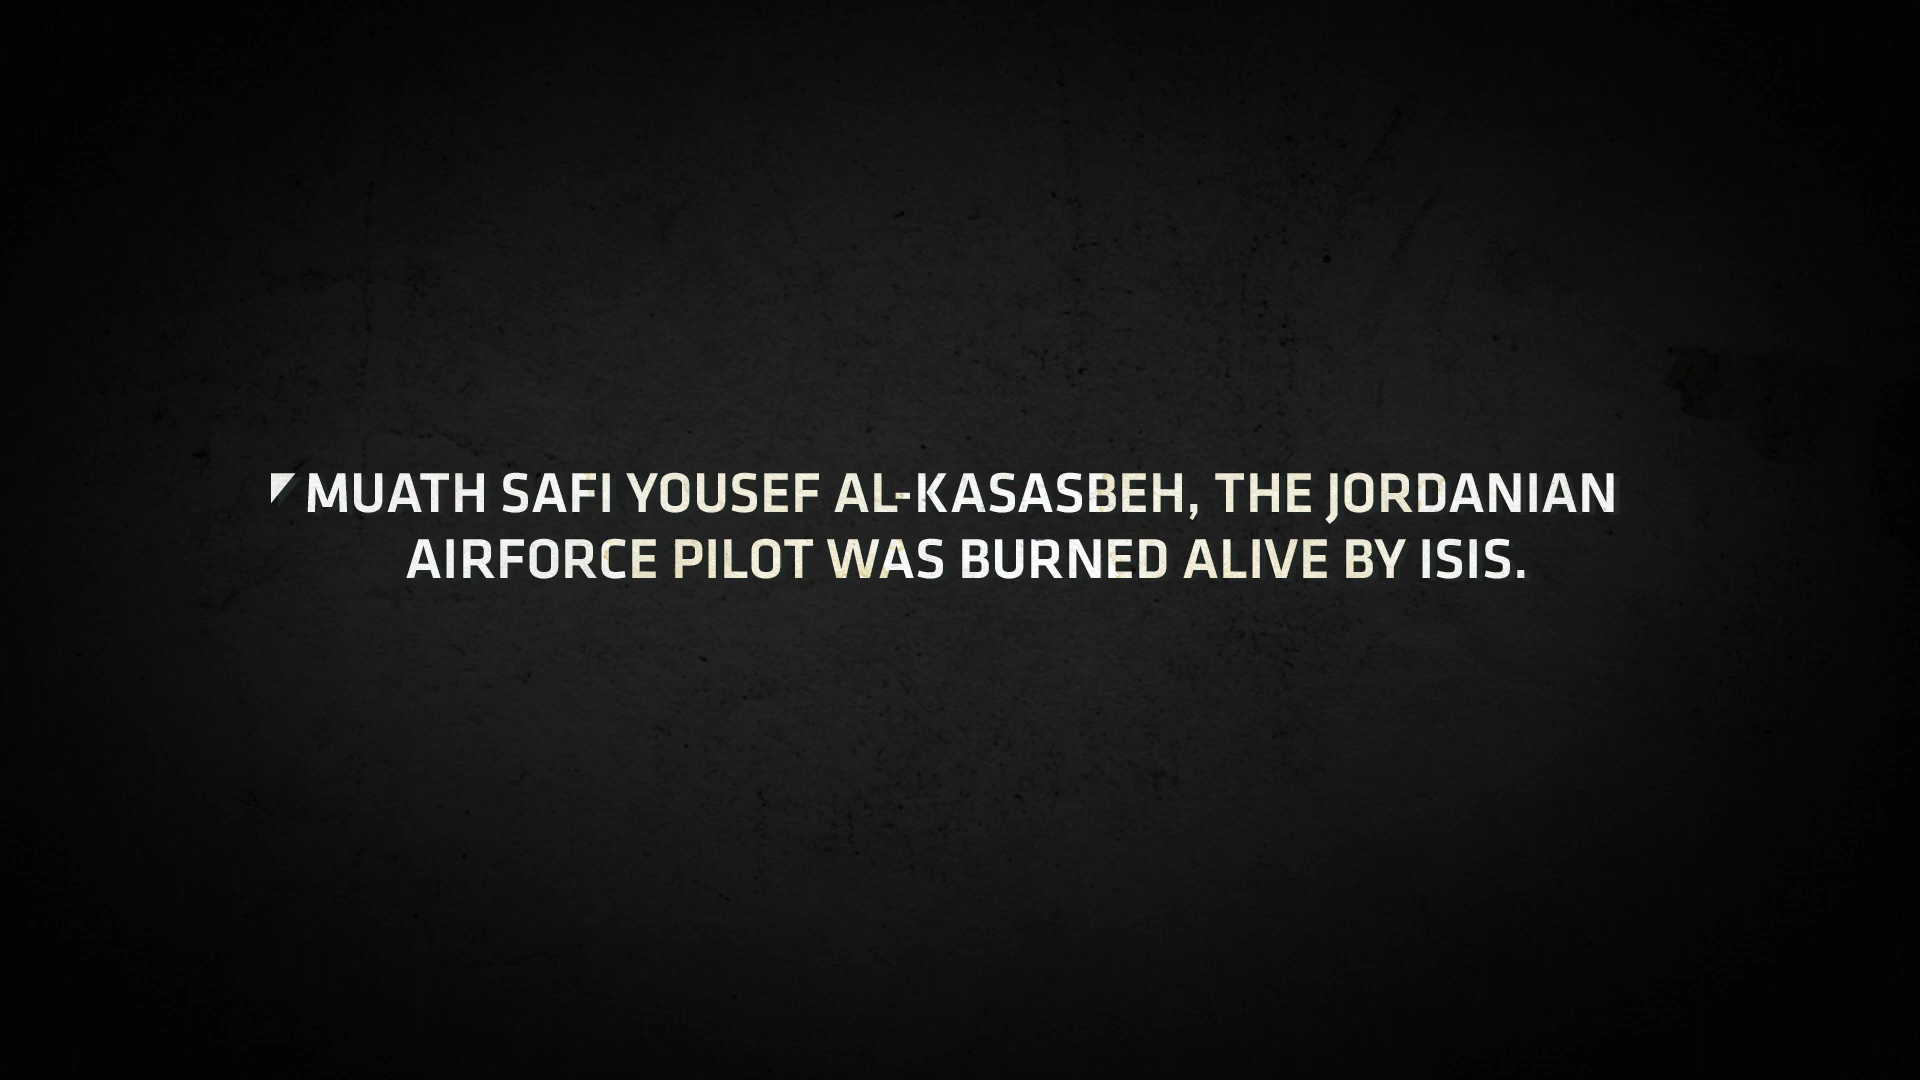 MUATH SAFI YOUSEF AL-KASASBEH, THE JORDANIAN
AIRFORCE PILOT WAS BURNED ALIVE BY ISIS.